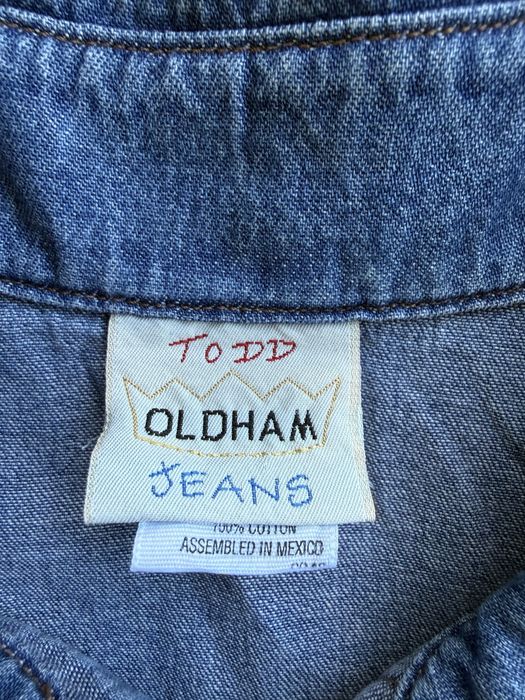 TODD
OLDHAM
JEANS
100% COTTON
ASSEMBLED IN MEXICO